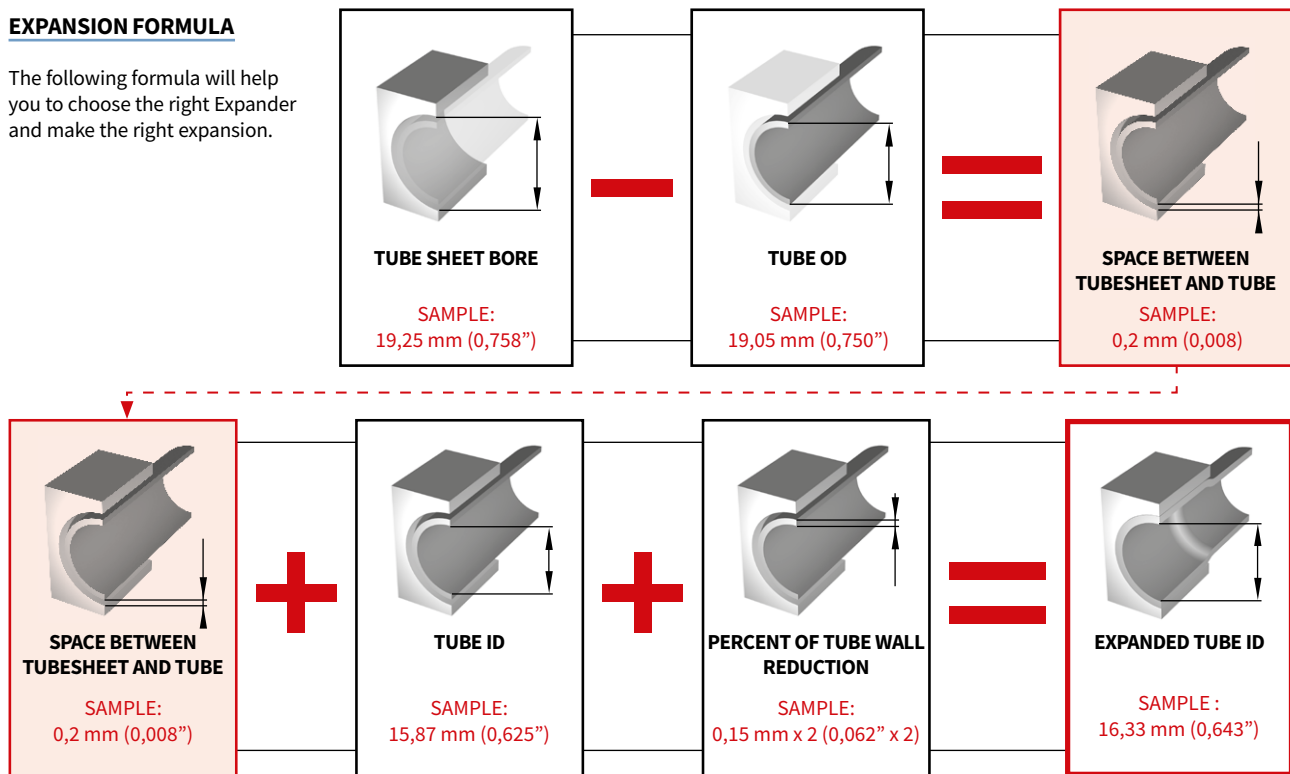 EXPANSION FORMULA
The following formula will help
you to choose the right Expander
and make the right expansion.
TUBE SHEET BORE
SAMPLE:
19,25 mm (0,758”)
TUBE OD
SAMPLE:
19,05 mm (0,750”)
SPACE BETWEEN
TUBESHEET AND TUBE
SAMPLE:
0,2 mm (0,008)
SPACE BETWEEN
TUBESHEET AND TUBE
SAMPLE:
0,2 mm (0,008”)
TUBE ID
SAMPLE:
15,87 mm (0,625”)
PERCENT OF TUBE WALL
REDUCTION
SAMPLE:
0,15 mm x 2 (0,062” x 2)
EXPANDED TUBE ID
SAMPLE :
16,33 mm (0,643”)